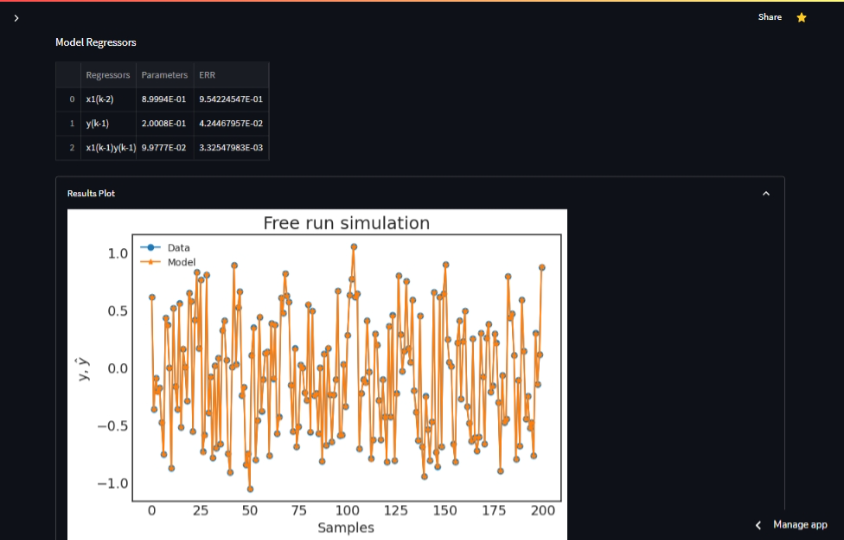 Share
Model Regressors
Regressors Parameters ERR
0 x1(k-2) 8.9994E-01 9.54224547E-01
1 y(k-1) 2.0008E-01 4.24467957E-02
2 x1(k-1)y(k-1) 9.9777E-02 3.32547983E-03
Results Plot
Free run simulation
Data
Model
1.0
0.5
0.0
−0.5
−1.0
y, ŷ
0 25 50 75 100 125 150 175 200
Samples
Manage app